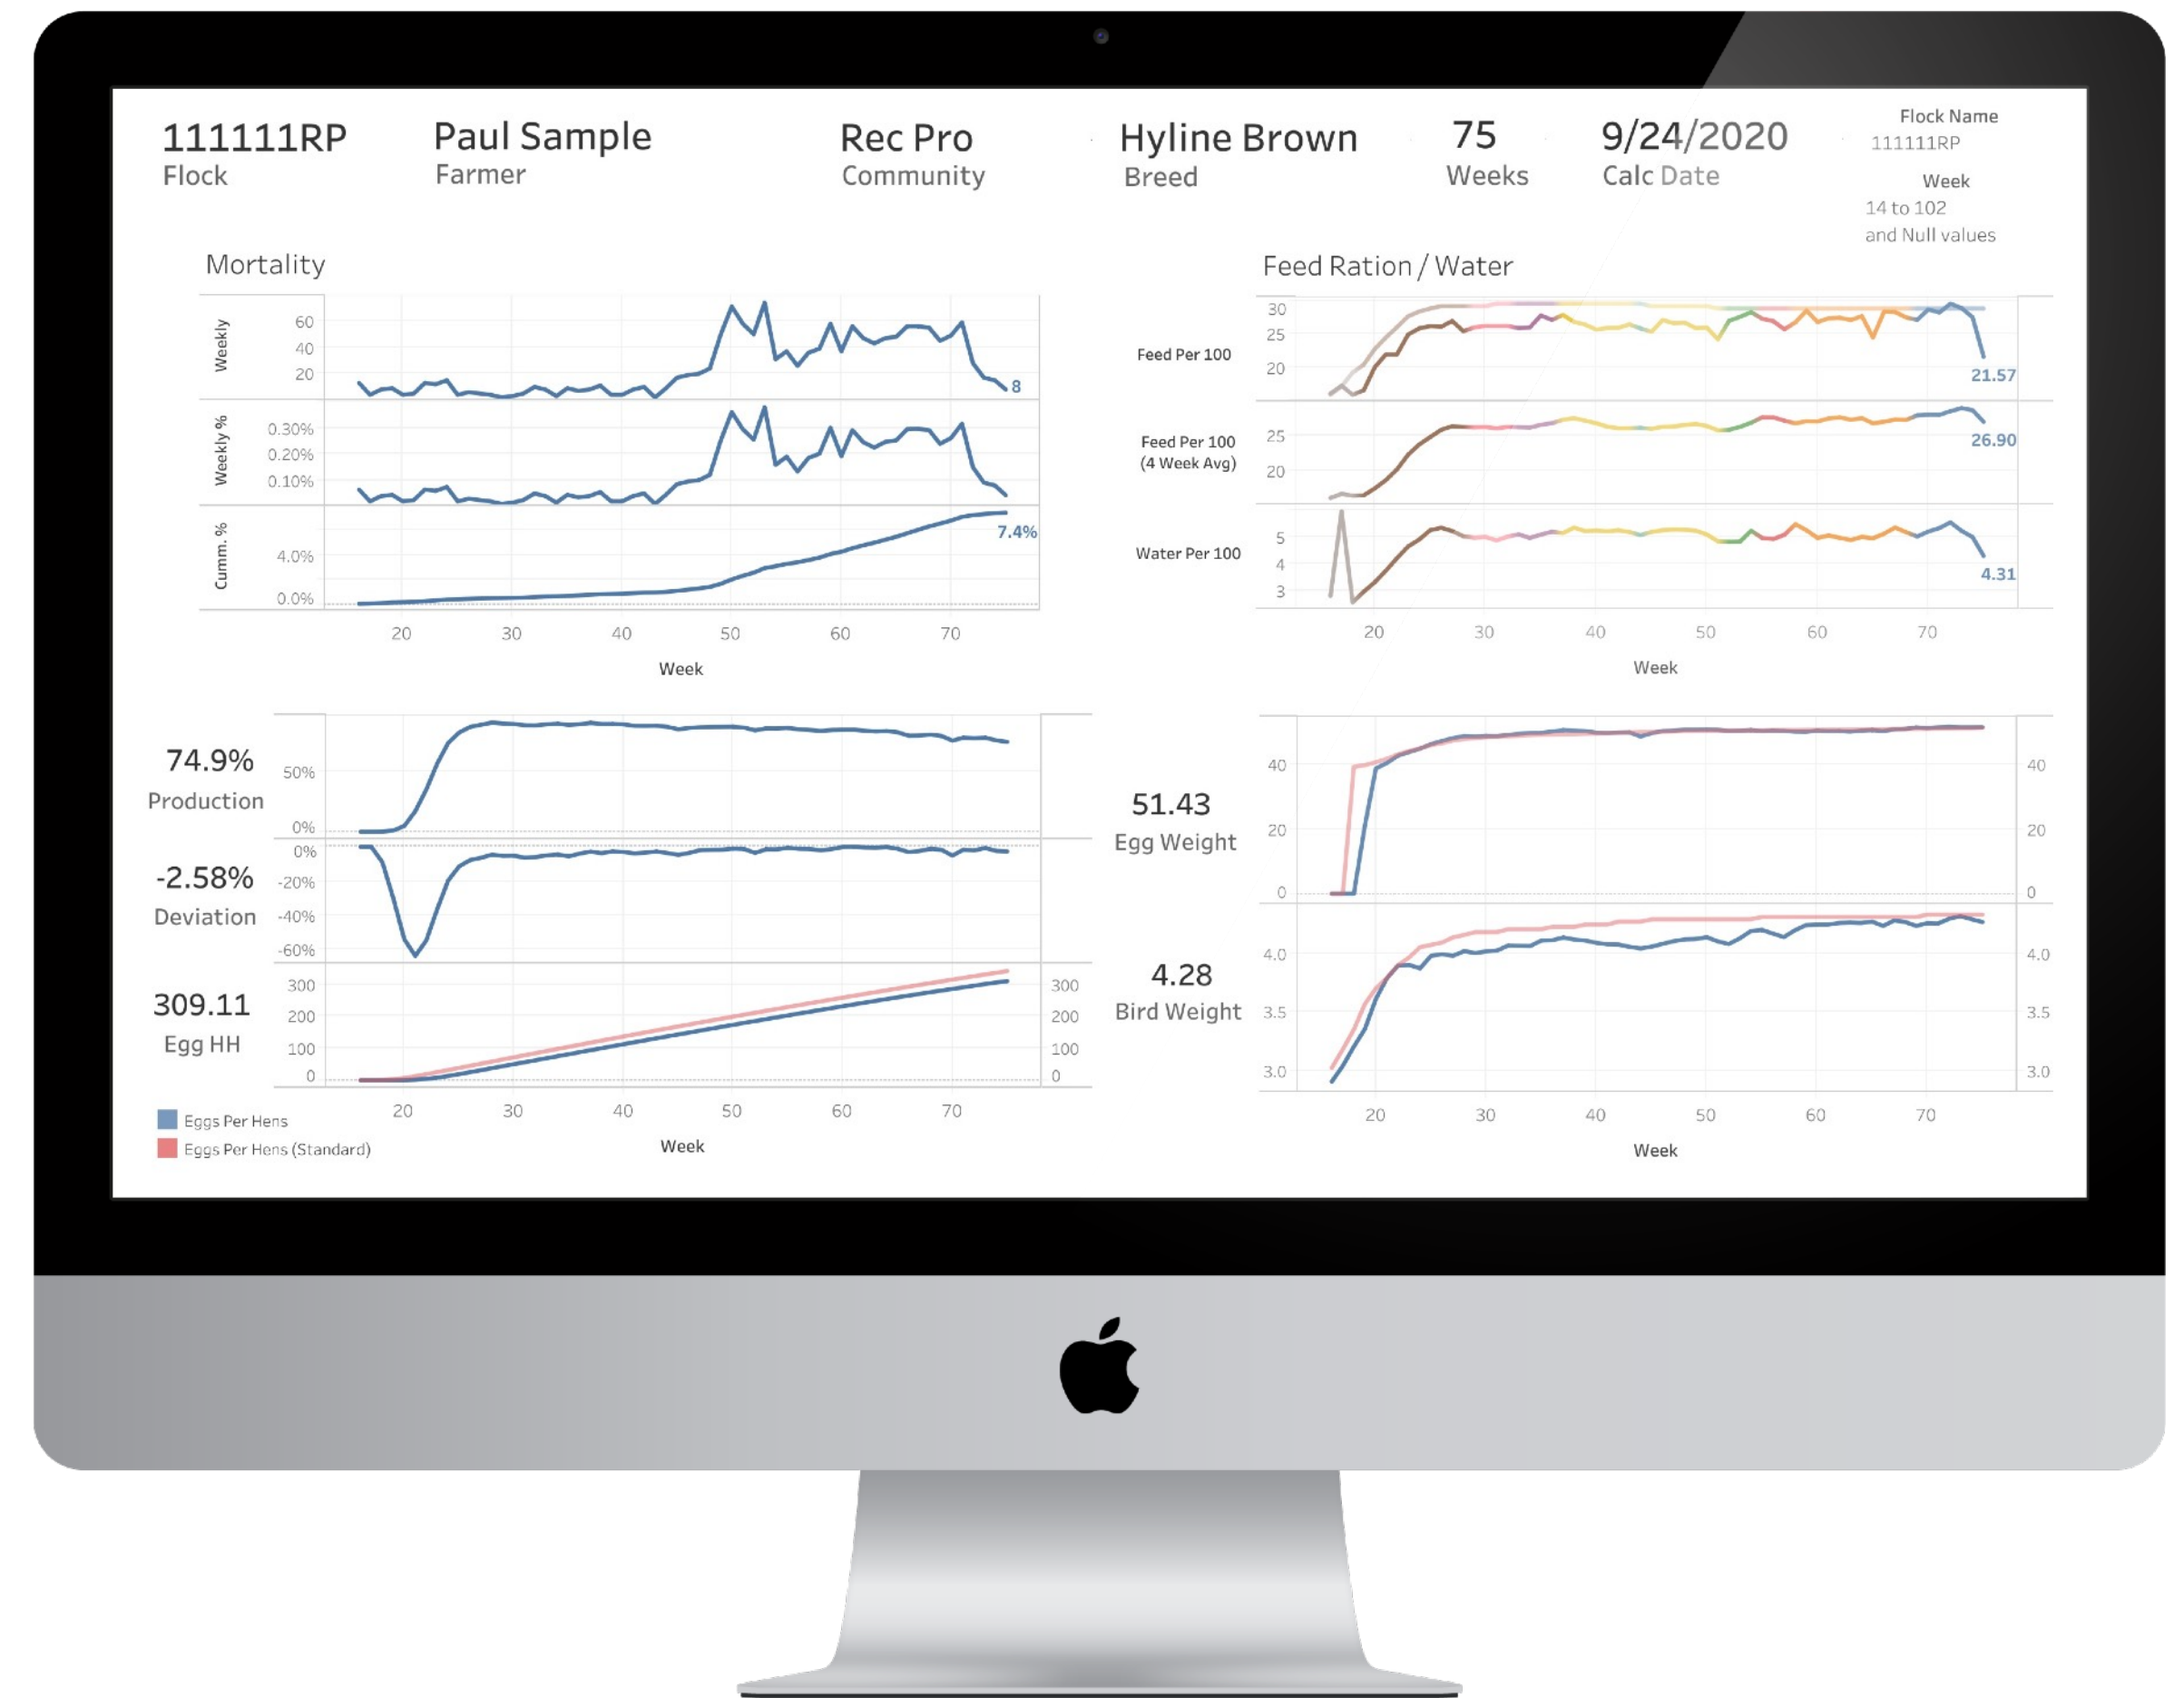 111111RP
Flock
Paul Sample
Farmer
Rec Pro
Community
Hyline Brown
Breed
75
Weeks
9/24/2020
Calc Date
Flock Name
111111RP
Week
14 to 102
and Null values
Mortality
Weekly
60
40
20
8
Weekly %
0.30%
0.20%
0.10%
Cumm. %
4.0%
0.0%
7.4%
20 30 40 50 60 70
Week
Feed Ration / Water
Feed Per 100
30
25
20
21.57
Feed Per 100
(4 Week Avg)
25
20
26.90
Water Per 100
5
4
3
4.31
20 30 40 50 60 70
Week
74.9%
Production
50%
0%
-2.58%
Deviation
0%
-20%
-40%
-60%
309.11
Egg HH
300 300
200 200
100 100
0 0
20 30 40 50 60 70
Week
Eggs Per Hens
Eggs Per Hens (Standard)
51.43
Egg Weight
40 40
20 20
0 0
4.28
Bird Weight
4.0 4.0
3.5 3.5
3.0 3.0
20 30 40 50 60 70
Week